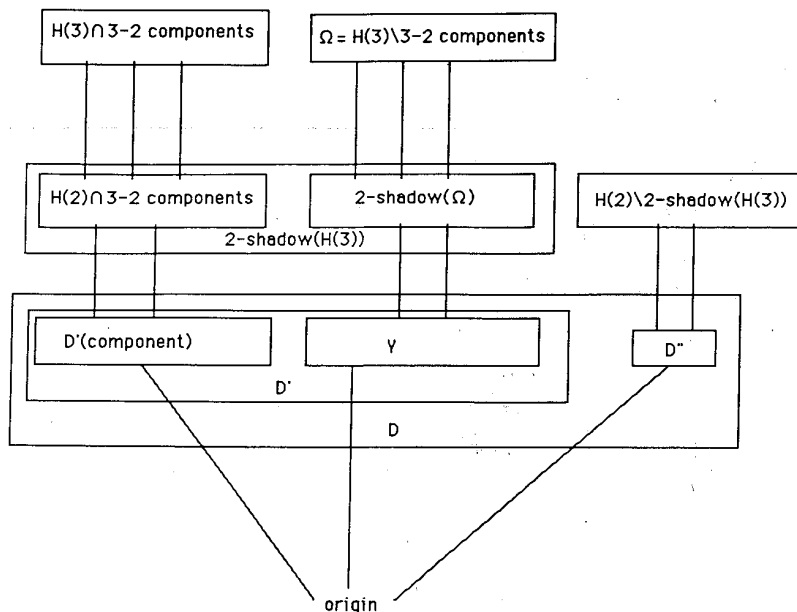 H(3)∩3-2 components
Ω = H(3)\3-2 components
H(2)∩3-2 components
2-shadow(Ω)
H(2)\2-shadow(H(3))
2-shadow(H(3))
D'(component)
Y
D"
D'
D
origin